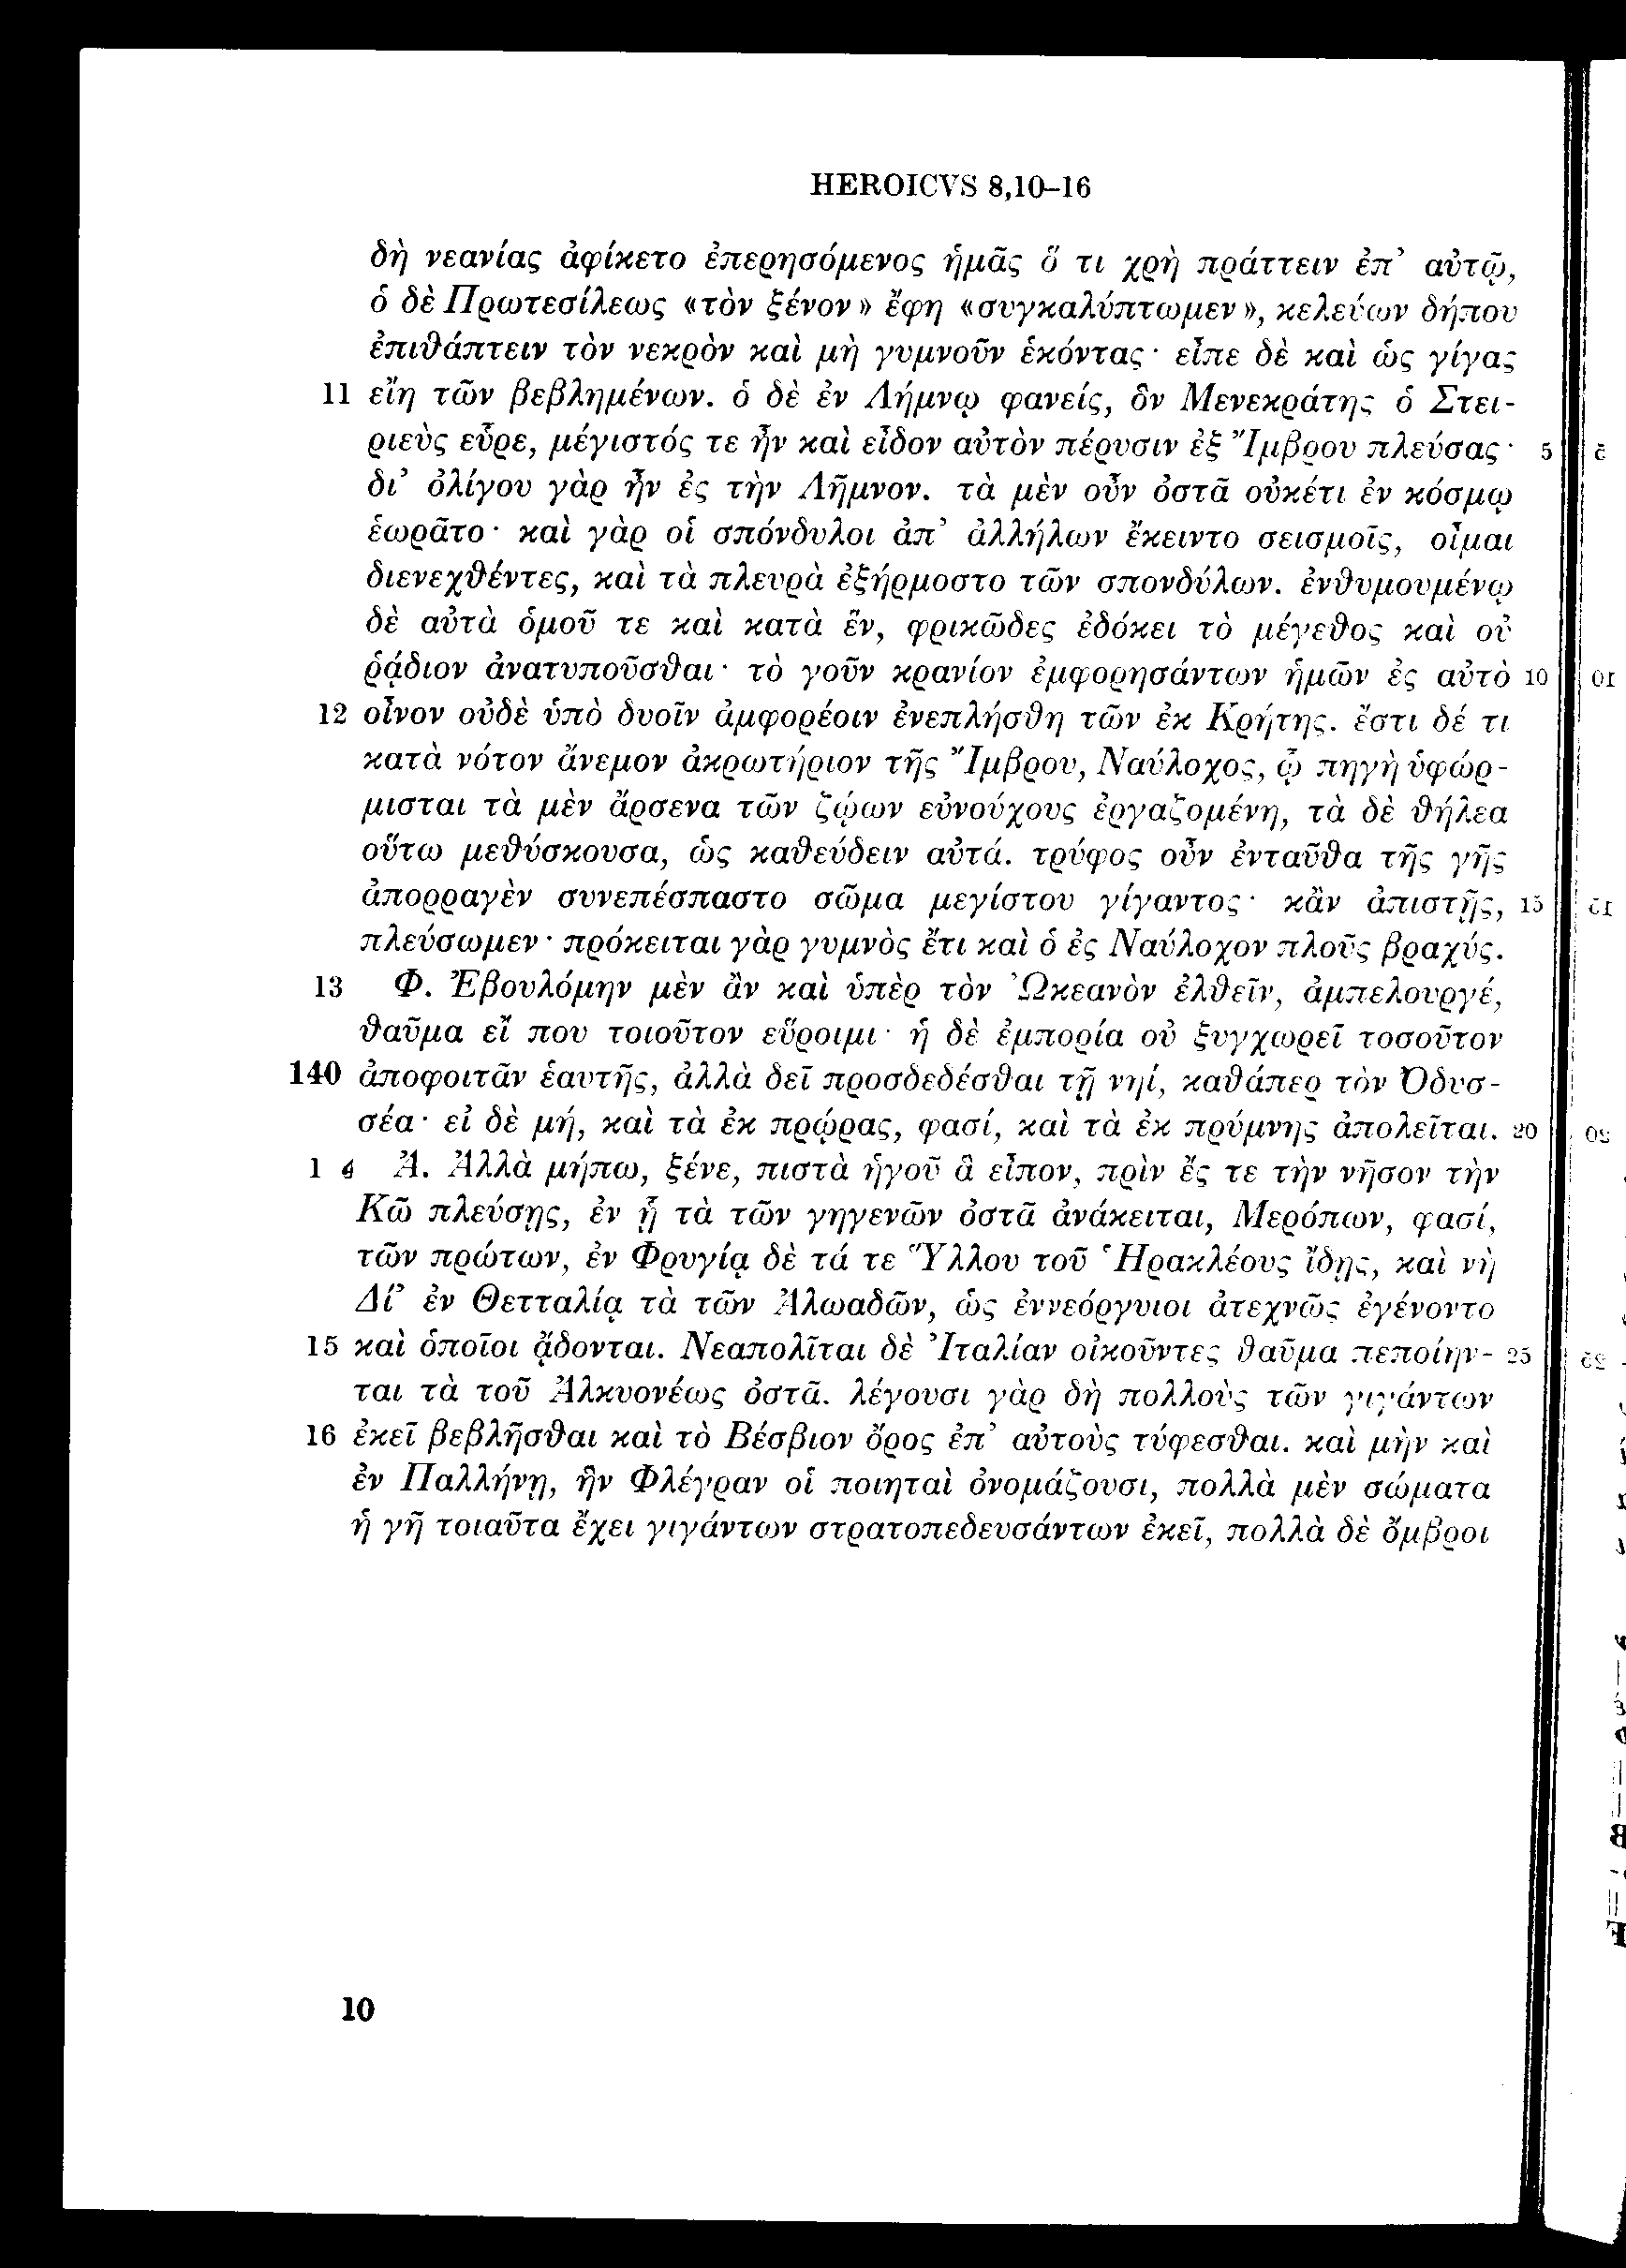 HEROICVS 8,10–16
δὴ νεανίας ἀφίκετο ἐπερησόμενος ἡμᾶς ὅ τι χρὴ πράττειν ἐπ’ αὐτῷ,
ὁ δὲ Πρωτεσίλεως «τὸν ξένον» ἔφη «συγκαλύπτωμεν», κελεύων δήπου
ἐπιθάπτειν τὸν νεκρὸν καὶ μὴ γυμνοῦν ἑκόντας· εἶπε δὲ καὶ ὡς γίγας
11 εἴη τῶν βεβλημένων. ὁ δὲ ἐν Λήμνῳ φανείς, ὃν Μενεκράτης ὁ Στει-
ριεὺς εὗρε, μέγιστός τε ἦν καὶ εἶδον αὐτὸν πέρυσιν ἐξ Ἴμβρου πλεύσας· 5
δι’ ὀλίγου γὰρ ἦν ἐς τὴν Λῆμνον. τὰ μὲν οὖν ὀστᾶ οὐκέτι ἐν κόσμῳ
ἑωρᾶτο· καὶ γὰρ οἱ σπόνδυλοι ἀπ’ ἀλλήλων ἔκειντο σεισμοῖς, οἶμαι
διενεχθέντες, καὶ τὰ πλευρὰ ἐξήρμοστο τῶν σπονδύλων. ἐνθυμουμένῳ
δὲ αὐτὰ ὁμοῦ τε καὶ κατὰ ἕν, φρικῶδες ἐδόκει τὸ μέγεθος καὶ οὐ
ῥᾴδιον ἀνατυποῦσθαι· τὸ γοῦν κρανίον ἐμφορησάντων ἡμῶν ἐς αὐτὸ 10
12 οἶνον οὐδὲ ὑπὸ δυοῖν ἀμφορέοιν ἐνεπλήσθη τῶν ἐκ Κρήτης. ἔστι δέ τι
κατὰ νότον ἄνεμον ἀκρωτήριον τῆς Ἴμβρου, Ναύλοχος, ᾧ πηγὴ ὑφώρ-
μισται τὰ μὲν ἄρσενα τῶν ζῴων εὐνούχους ἐργαζομένη, τὰ δὲ θήλεα
οὕτω μεθύσκουσα, ὡς καθεύδειν αὐτά. τρύφος οὖν ἐνταῦθα τῆς γῆς
ἀπορραγὲν συνεπέσπαστο σῶμα μεγίστου γίγαντος· κἂν ἀπιστῇς, 15
πλεύσωμεν· πρόκειται γὰρ γυμνὸς ἔτι καὶ ὁ ἐς Ναύλοχον πλοῦς βραχύς.
13 Φ. Ἐβουλόμην μὲν ἂν καὶ ὑπὲρ τὸν Ὠκεανὸν ἐλθεῖν, ἀμπελουργέ,
θαῦμα εἴ που τοιοῦτον εὕροιμι· ἡ δὲ ἐμπορία οὐ ξυγχωρεῖ τοσοῦτον
140 ἀποφοιτᾶν ἑαυτῆς, ἀλλὰ δεῖ προσδεδέσθαι τῇ νηί, καθάπερ τὸν Ὀδυσ-
σέα· εἰ δὲ μή, καὶ τὰ ἐκ πρῴρας, φασί, καὶ τὰ ἐκ πρύμνης ἀπολεῖται. 20
14 Ἀ. Ἀλλὰ μήπω, ξένε, πιστὰ ἡγοῦ ἃ εἶπον, πρὶν ἔς τε τὴν νῆσον τὴν
Κῶ πλεύσῃς, ἐν ᾗ τὰ τῶν γηγενῶν ὀστᾶ ἀνάκειται, Μερόπων, φασί,
τῶν πρώτων, ἐν Φρυγίᾳ δὲ τά τε Ὕλλου τοῦ Ἡρακλέους ἴδῃς, καὶ νὴ
Δί’ ἐν Θετταλίᾳ τὰ τῶν Ἀλωαδῶν, ὡς ἐννεόργυιοι ἀτεχνῶς ἐγένοντο
15 καὶ ὁποῖοι ᾄδονται. Νεαπολῖται δὲ Ἰταλίαν οἰκοῦντες θαῦμα πεποίην- 25
ται τὰ τοῦ Ἀλκυονέως ὀστᾶ. λέγουσι γὰρ δὴ πολλοὺς τῶν γιγάντων
16 ἐκεῖ βεβλῆσθαι καὶ τὸ Βέσβιον ὄρος ἐπ’ αὐτοὺς τύφεσθαι. καὶ μὴν καὶ
ἐν Παλλήνῃ, ἣν Φλέγραν οἱ ποιηταὶ ὀνομάζουσι, πολλὰ μὲν σώματα
ἡ γῆ τοιαῦτα ἔχει γιγάντων στρατοπεδευσάντων ἐκεῖ, πολλὰ δὲ ὄμβροι
10